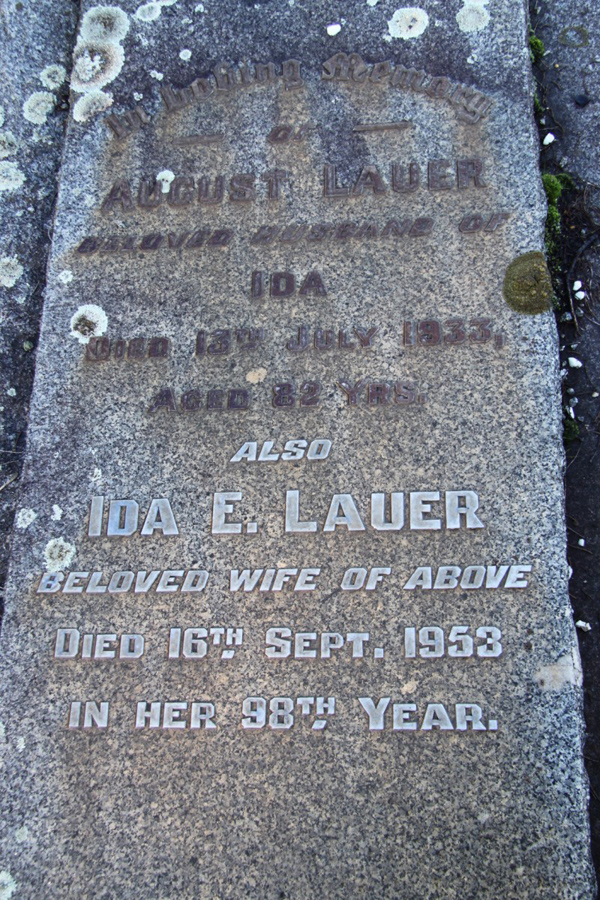 In Loving Memory
OF
AUGUST LAUER
BELOVED HUSBAND OF
IDA
DIED 13TH JULY 1933,
AGED 82 YRS.
ALSO
IDA E. LAUER
BELOVED WIFE OF ABOVE
DIED 16TH SEPT. 1953
IN HER 98TH YEAR.